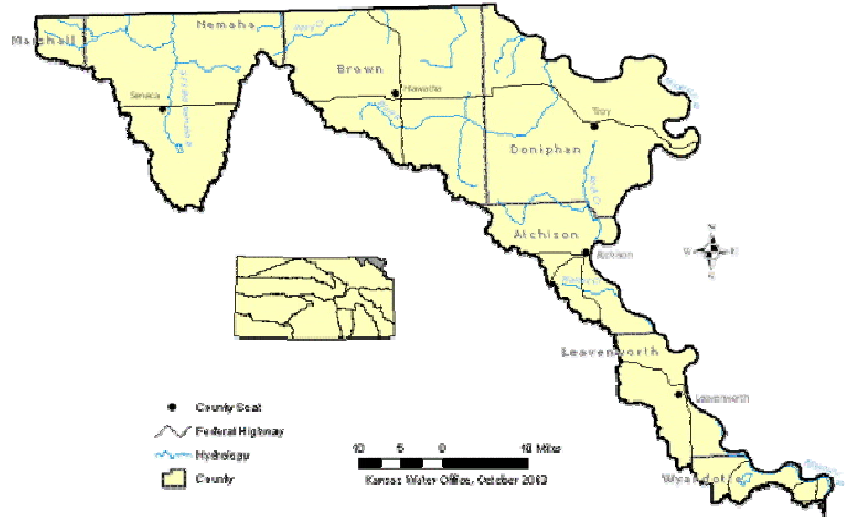 Nemaha
Marshall
Brown
Hiawatha
Seneca
Troy
Doniphan
Atchison
Atchison
Leavenworth
Leavenworth
Wyandotte
County Seat
Federal Highway
Hydrology
County
10 5 0 10 Miles
Kansas Water Office, October 2003